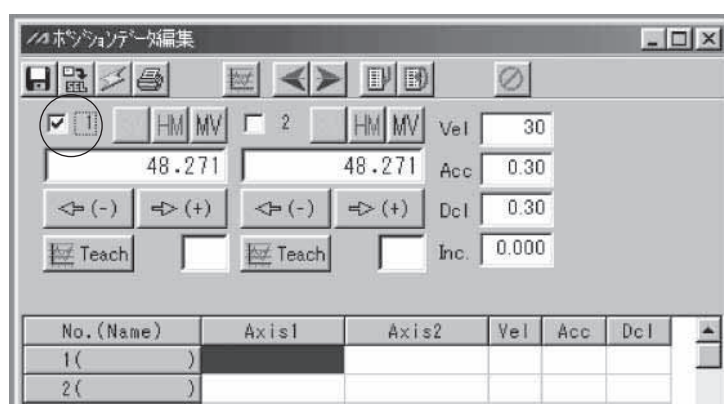 ﾎﾟｼﾞｼｮﾝﾃﾞｰﾀ編集
SEL
1 HM MV 2 HM MV Vel 30
48.271 48.271 Acc 0.30
(-) (+) (-) (+) Dcl 0.30
Teach Teach Inc. 0.000
No.(Name) Axis1 Axis2 Vel Acc Dcl
1( )
2( )